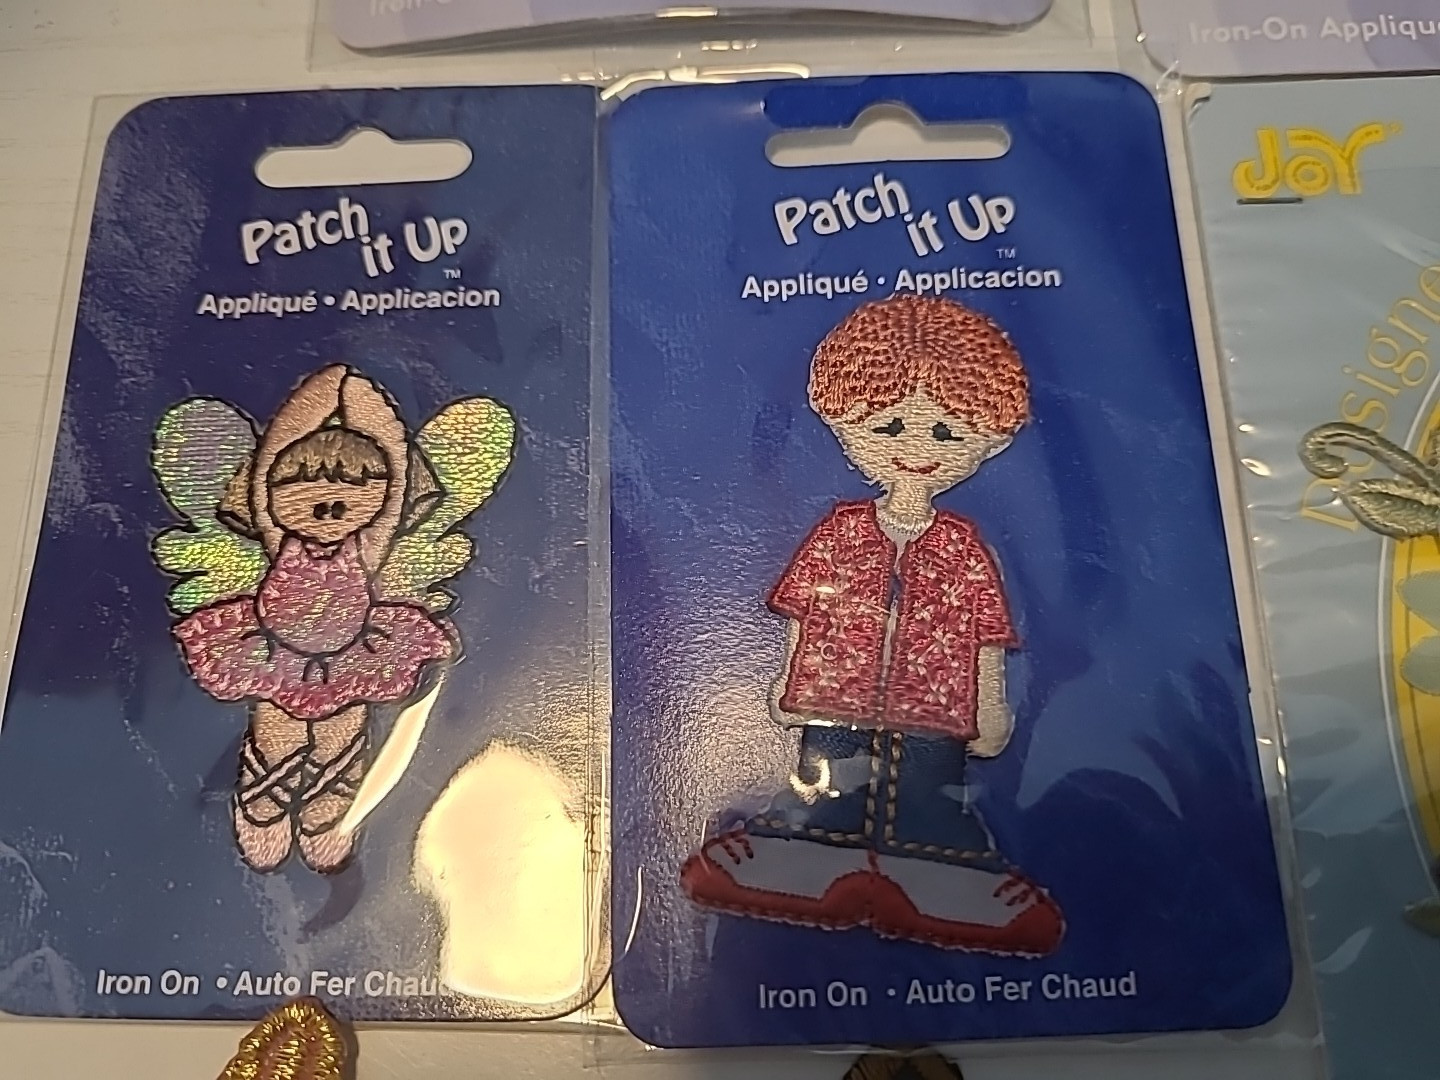 Iron-On Appliqu
Patch
it Up
TM
Appliqué • Applicacion
Iron On • Auto Fer Chaud
Patch
it Up
TM
Appliqué • Applicacion
Iron On • Auto Fer Chaud
JOY
Designe